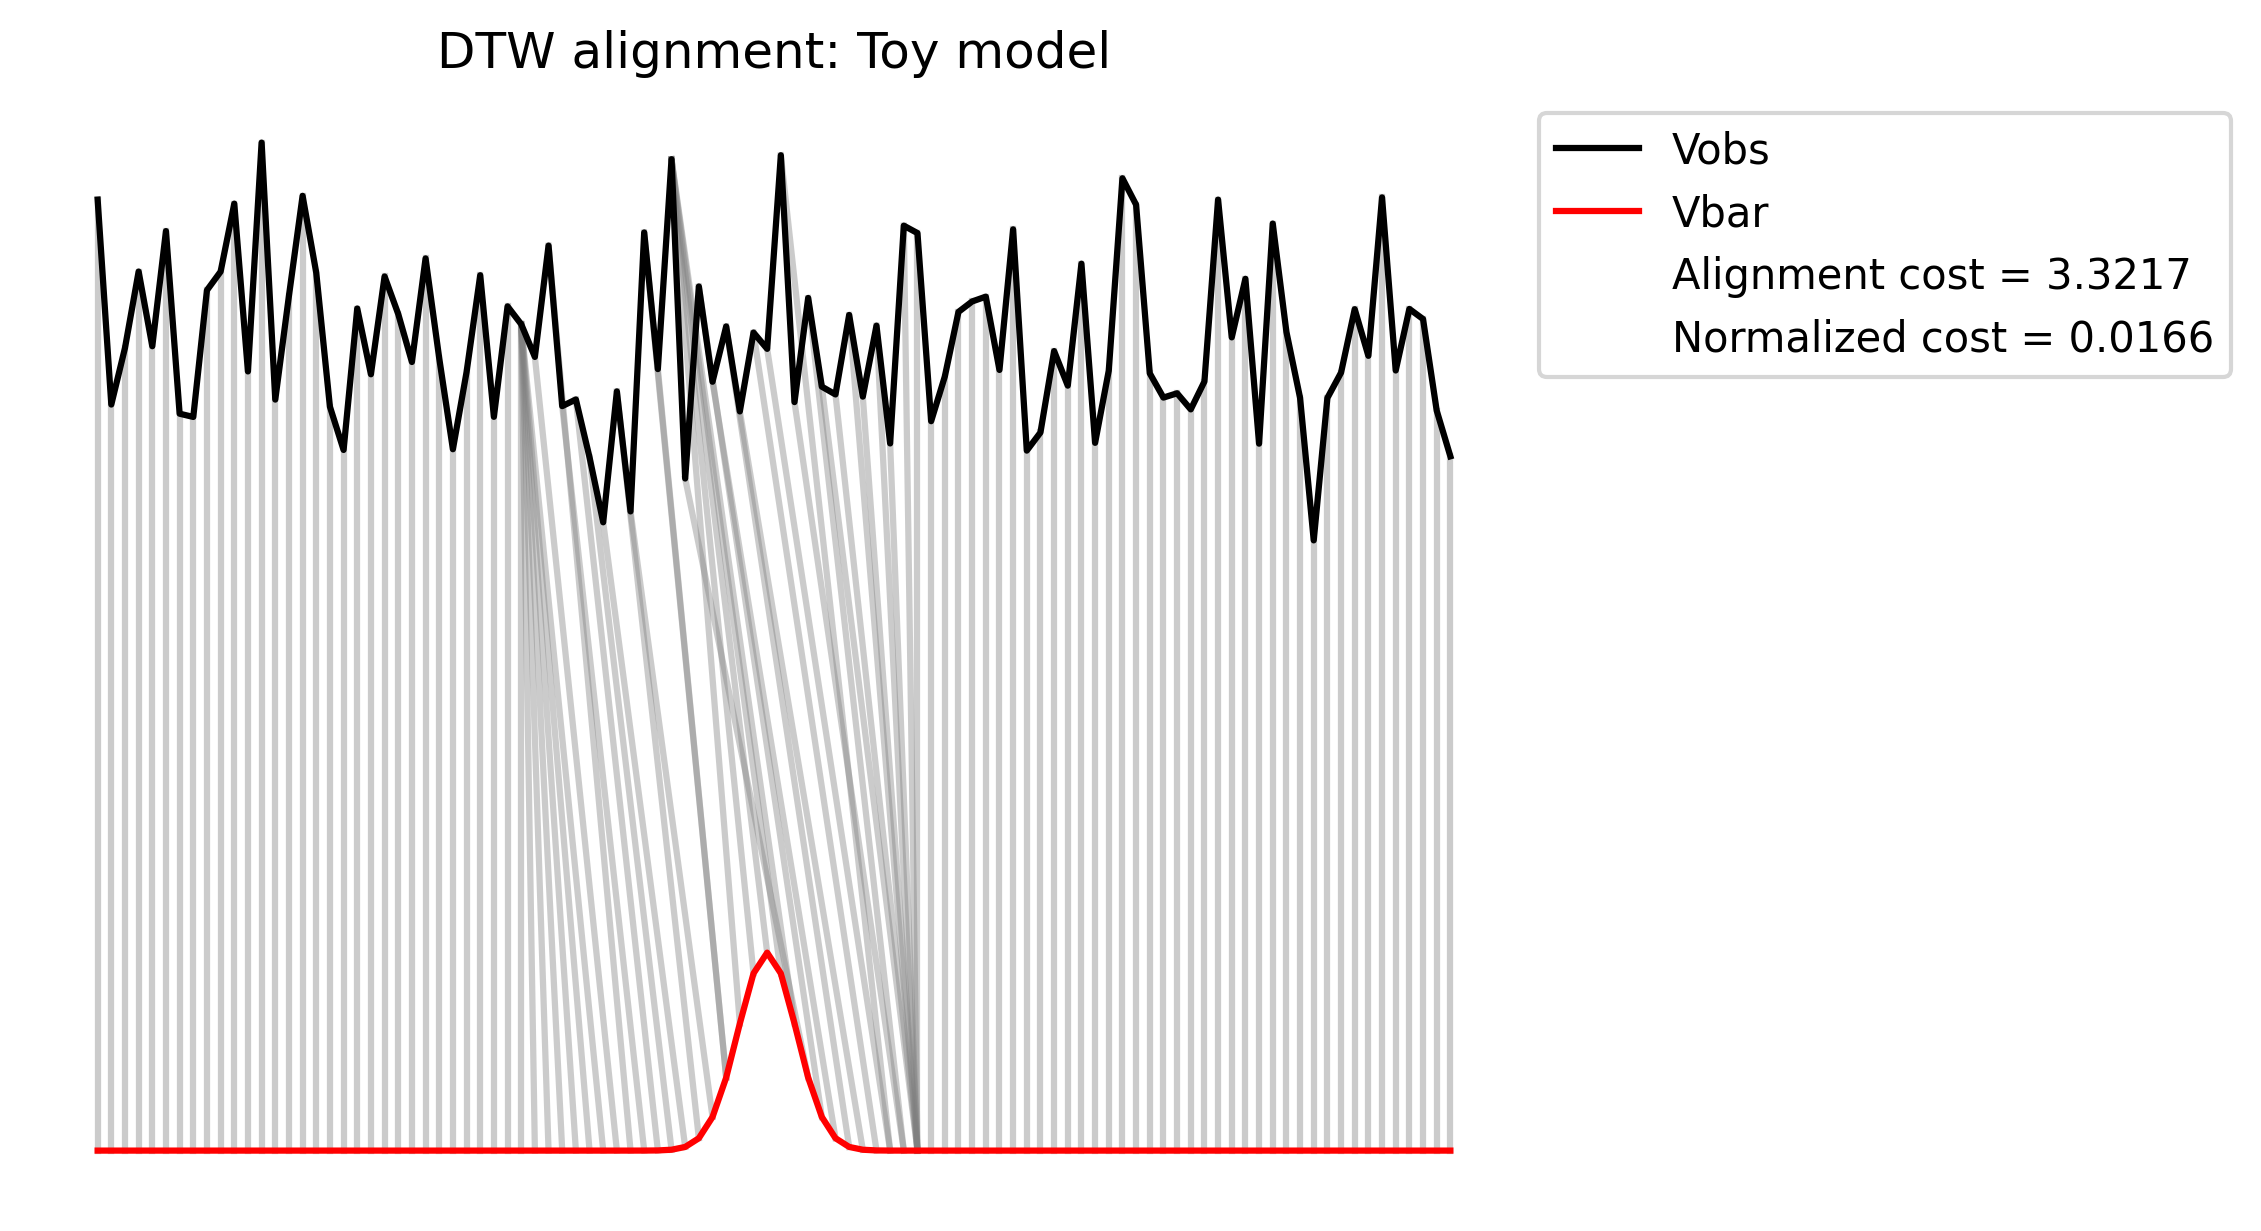 DTW alignment: Toy model
Vobs
Vbar
Alignment cost = 3.3217
Normalized cost = 0.0166